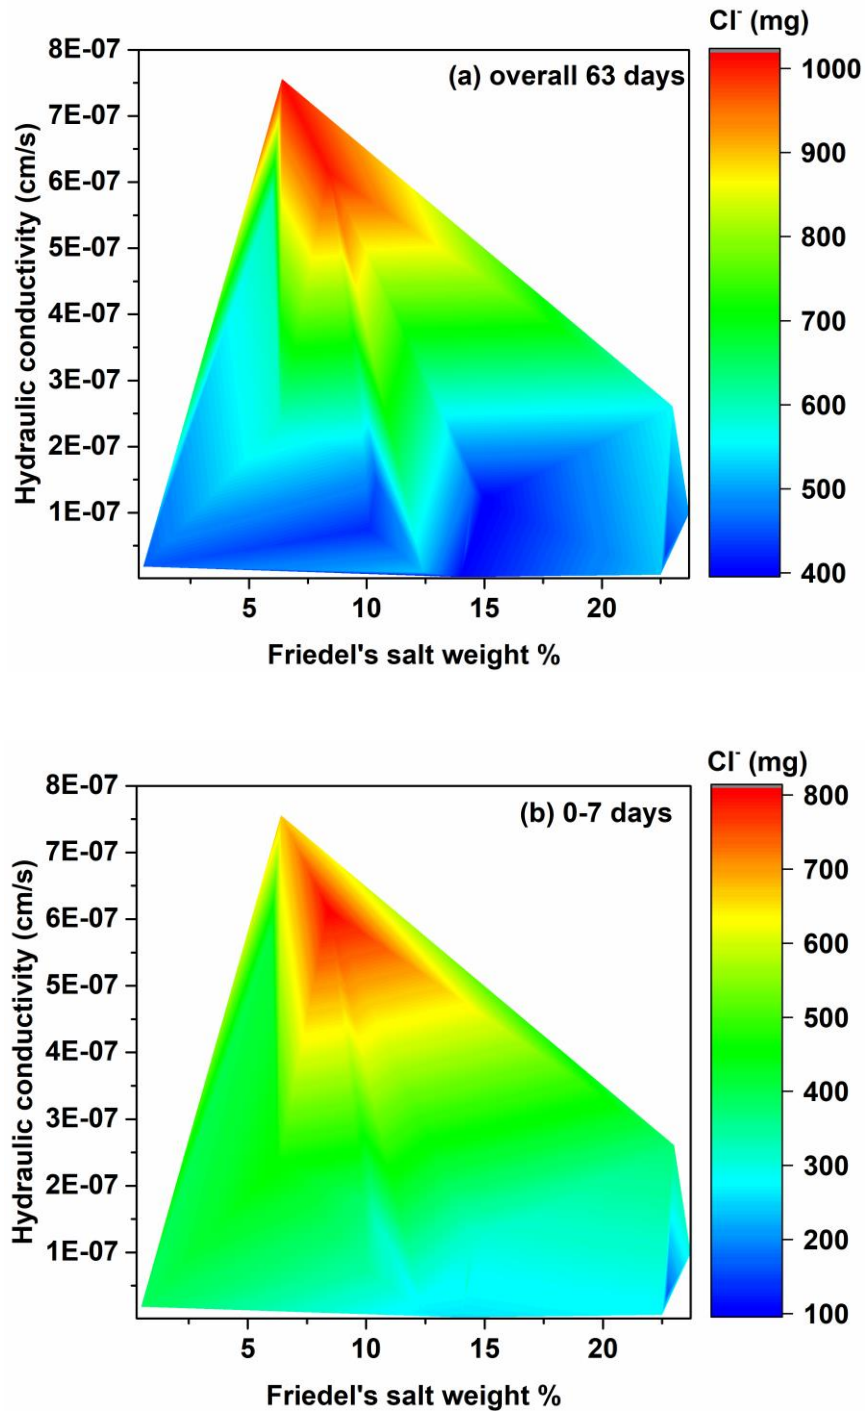 Cl⁻ (mg)
(a) overall 63 days
8E-07
7E-07
6E-07
5E-07
4E-07
3E-07
2E-07
1E-07
Hydraulic conductivity (cm/s)
5 10 15 20
Friedel's salt weight %
1000
900
800
700
600
500
400
Cl⁻ (mg)
(b) 0-7 days
8E-07
7E-07
6E-07
5E-07
4E-07
3E-07
2E-07
1E-07
Hydraulic conductivity (cm/s)
5 10 15 20
Friedel's salt weight %
800
700
600
500
400
300
200
100